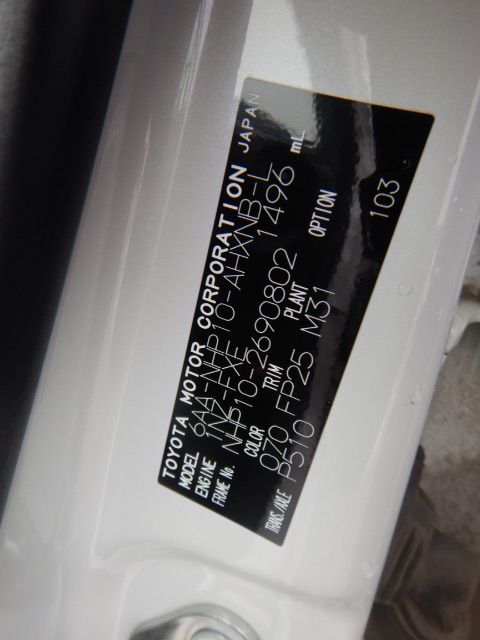 TOYOTA MOTOR CORPORATION JAPAN
MODEL 6AA-NHP10-AHXNB-L
ENGINE 1NZ-FXE 1496 mL
FRAME No. NHP10-2690802
COLOR TRIM PLANT OPTION
070 FP25 M31
TRANS./AXLE P510 103